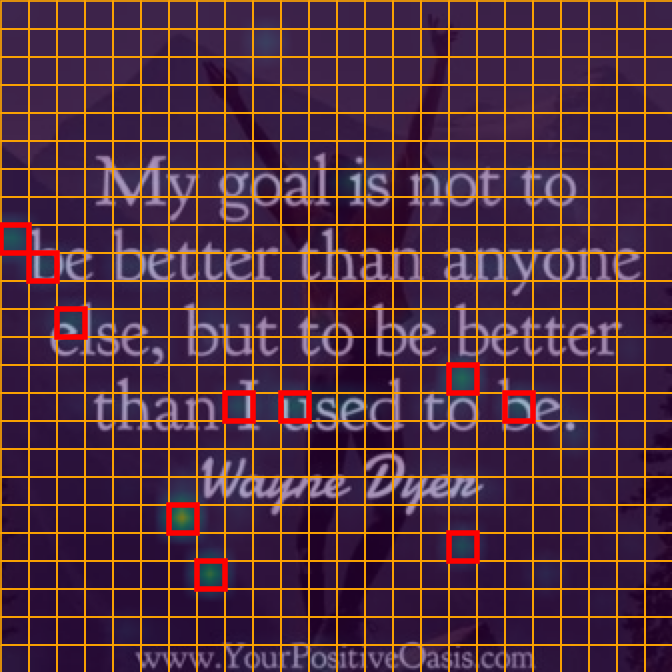 My goal is not to
be better than anyone
else, but to be better
than I used to be.
Wayne Dyer
www.YourPositiveOasis.com